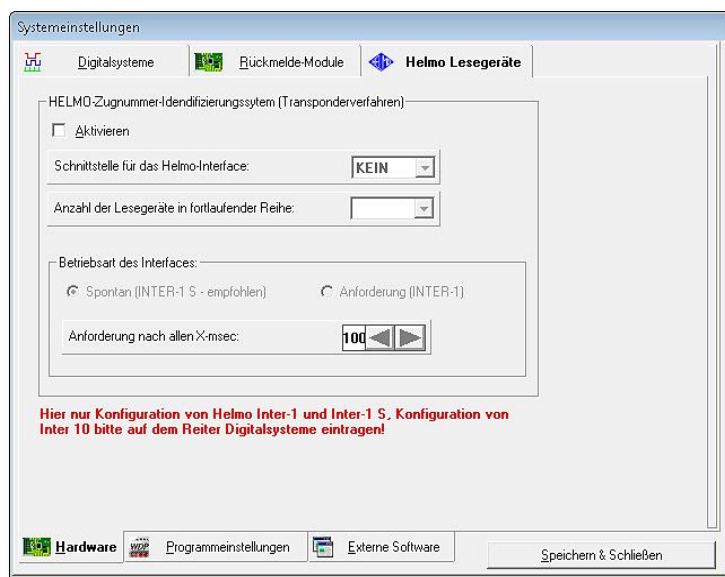 Systemeinstellungen
Digitalsysteme
Rückmelde-Module
Helmo Lesegeräte
HELMO-Zugnummer-Idendifizierungssytem (Transponderverfahren)
Aktivieren
Schnittstelle für das Helmo-Interface: KEIN
Anzahl der Lesegeräte in fortlaufender Reihe:
Betriebsart des Interfaces:
Spontan (INTER-1 S - empfohlen) Anforderung (INTER-1)
Anforderung nach allen X-msec: 100
Hier nur Konfiguration von Helmo Inter-1 und Inter-1 S, Konfiguration von
Inter 10 bitte auf dem Reiter Digitalsysteme eintragen!
Hardware
WDP
Programmeinstellungen
Externe Software
Speichern & Schließen